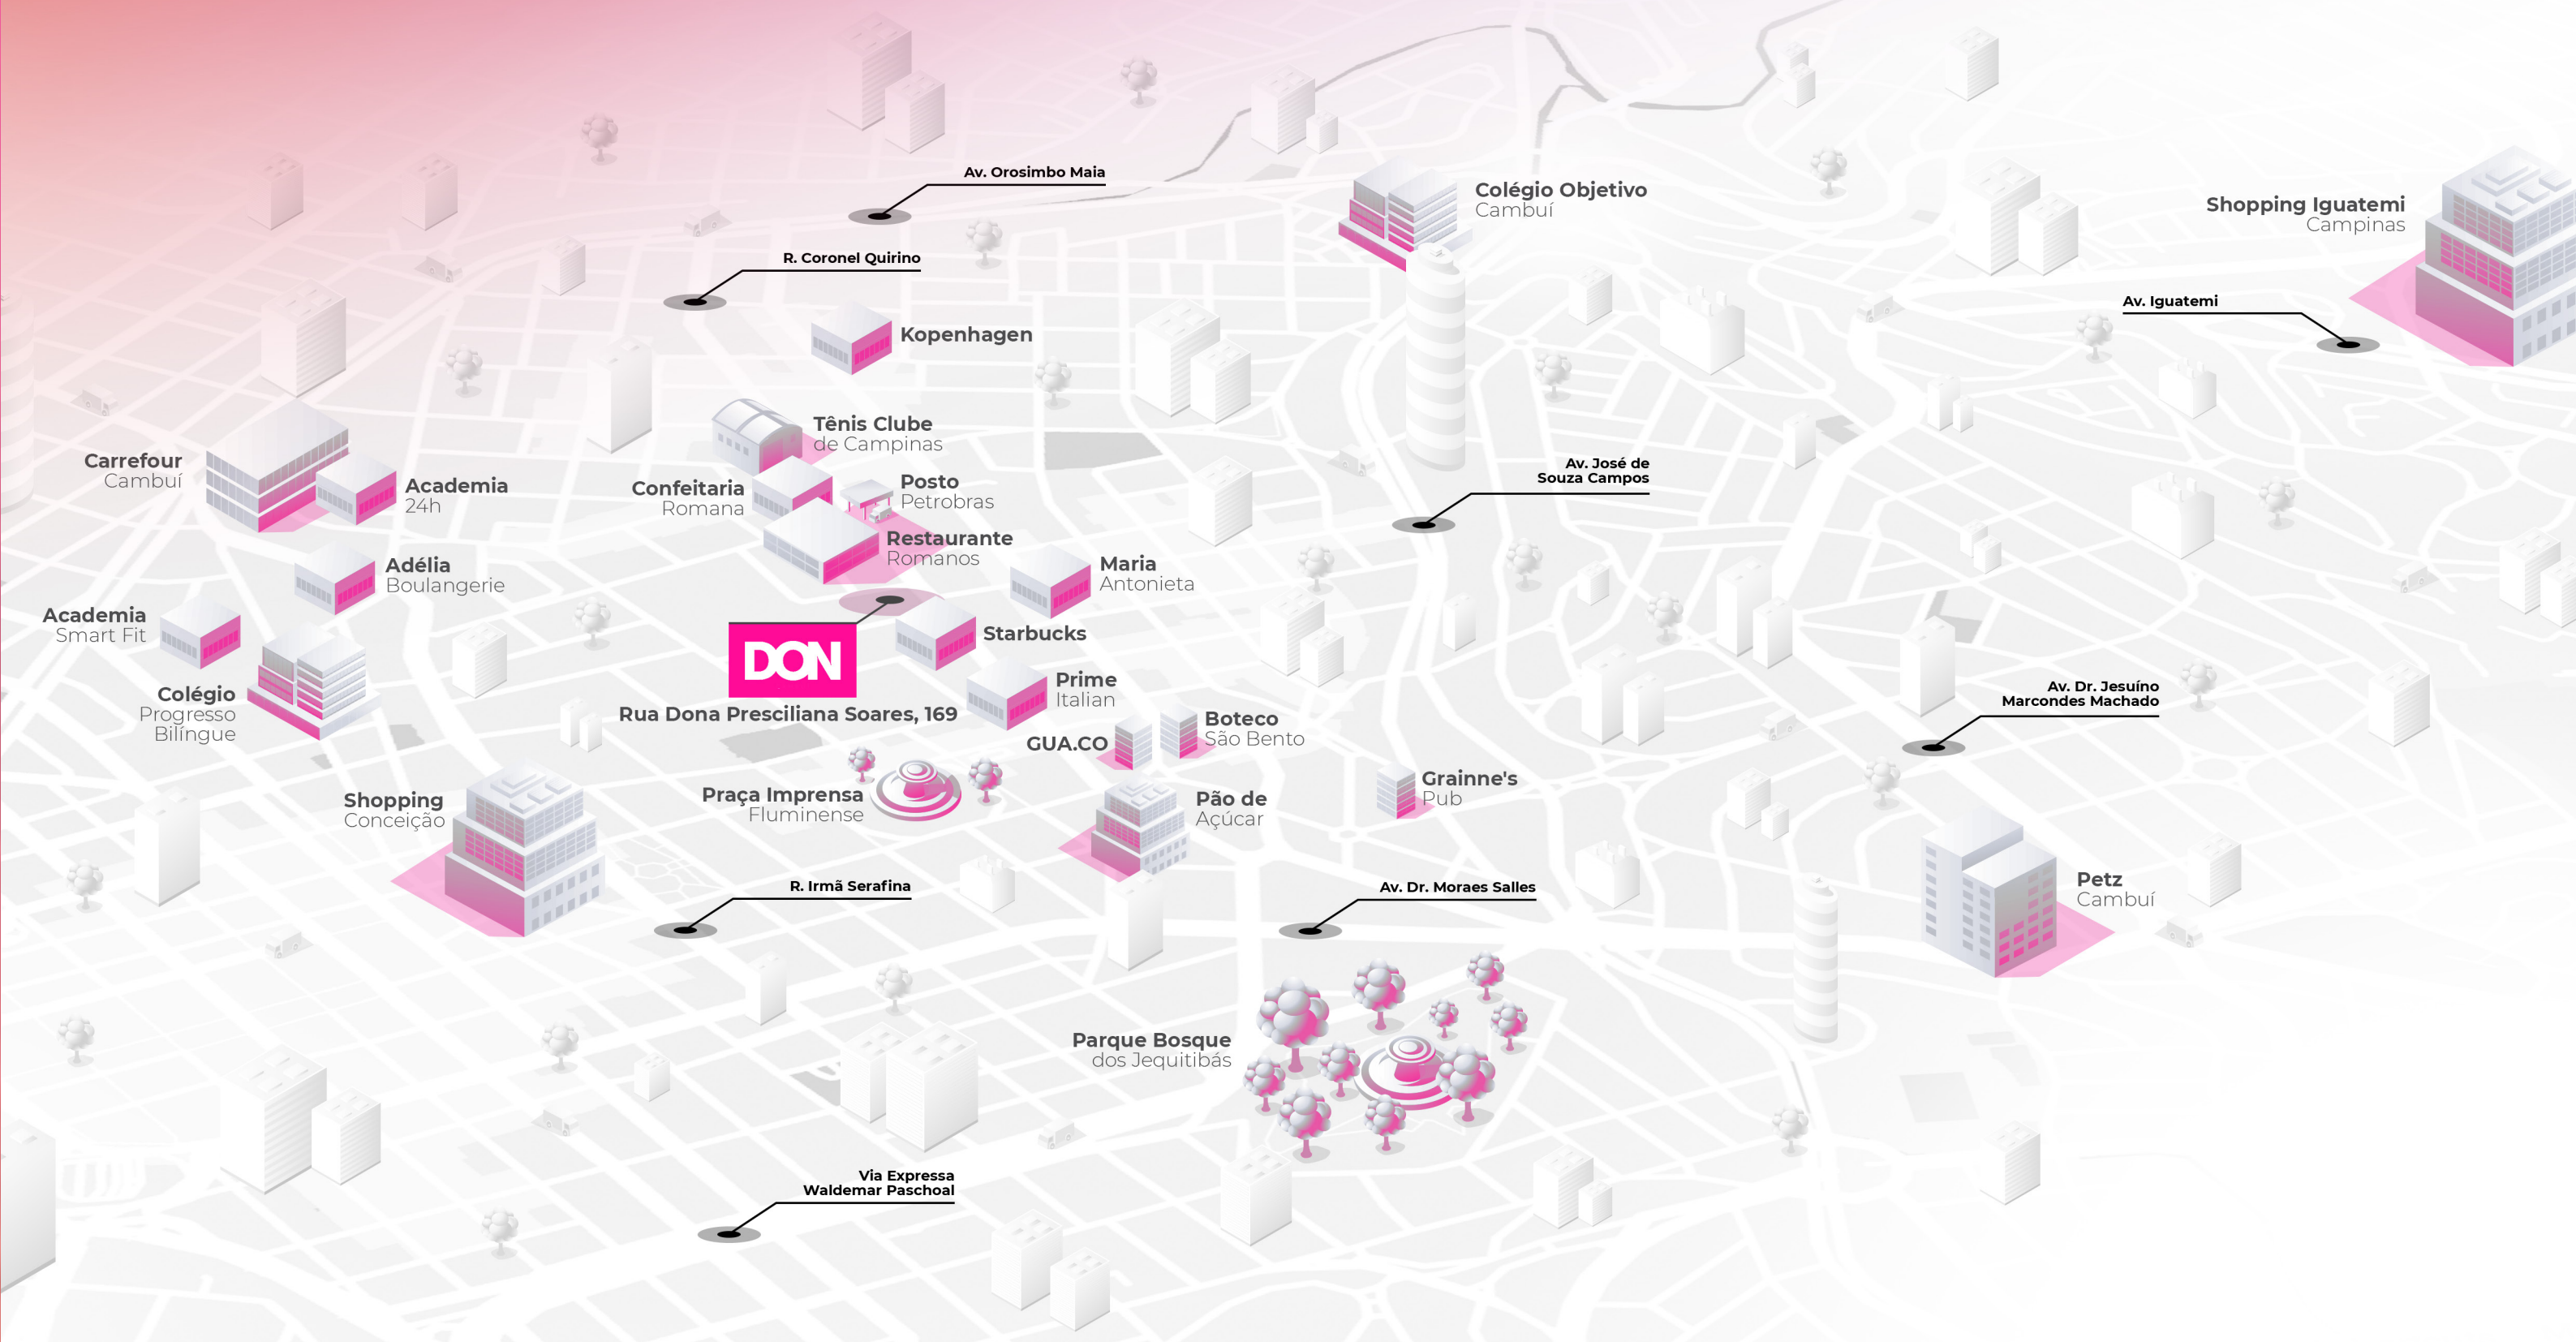 Av. Orosimbo Maia
Colégio Objetivo
Cambuí
Shopping Iguatemi
Campinas
R. Coronel Quirino
Av. Iguatemi
Kopenhagen
Tênis Clube
de Campinas
Carrefour
Cambuí
Academia
24h
Confeitaria
Romana
Posto
Petrobras
Av. José de
Souza Campos
Restaurante
Romanos
Adélia
Boulangerie
Maria
Antonieta
Academia
Smart Fit
Starbucks
DON
Rua Dona Presciliana Soares, 169
Prime
Italian
Colégio
Progresso
Bilíngue
Av. Dr. Jesuíno
Marcondes Machado
GUA.CO
Boteco
São Bento
Grainne's
Pub
Praça Imprensa
Fluminense
Shopping
Conceição
Pão de
Açúcar
R. Irmã Serafina
Av. Dr. Moraes Salles
Petz
Cambuí
Parque Bosque
dos Jequitibás
Via Expressa
Waldemar Paschoal